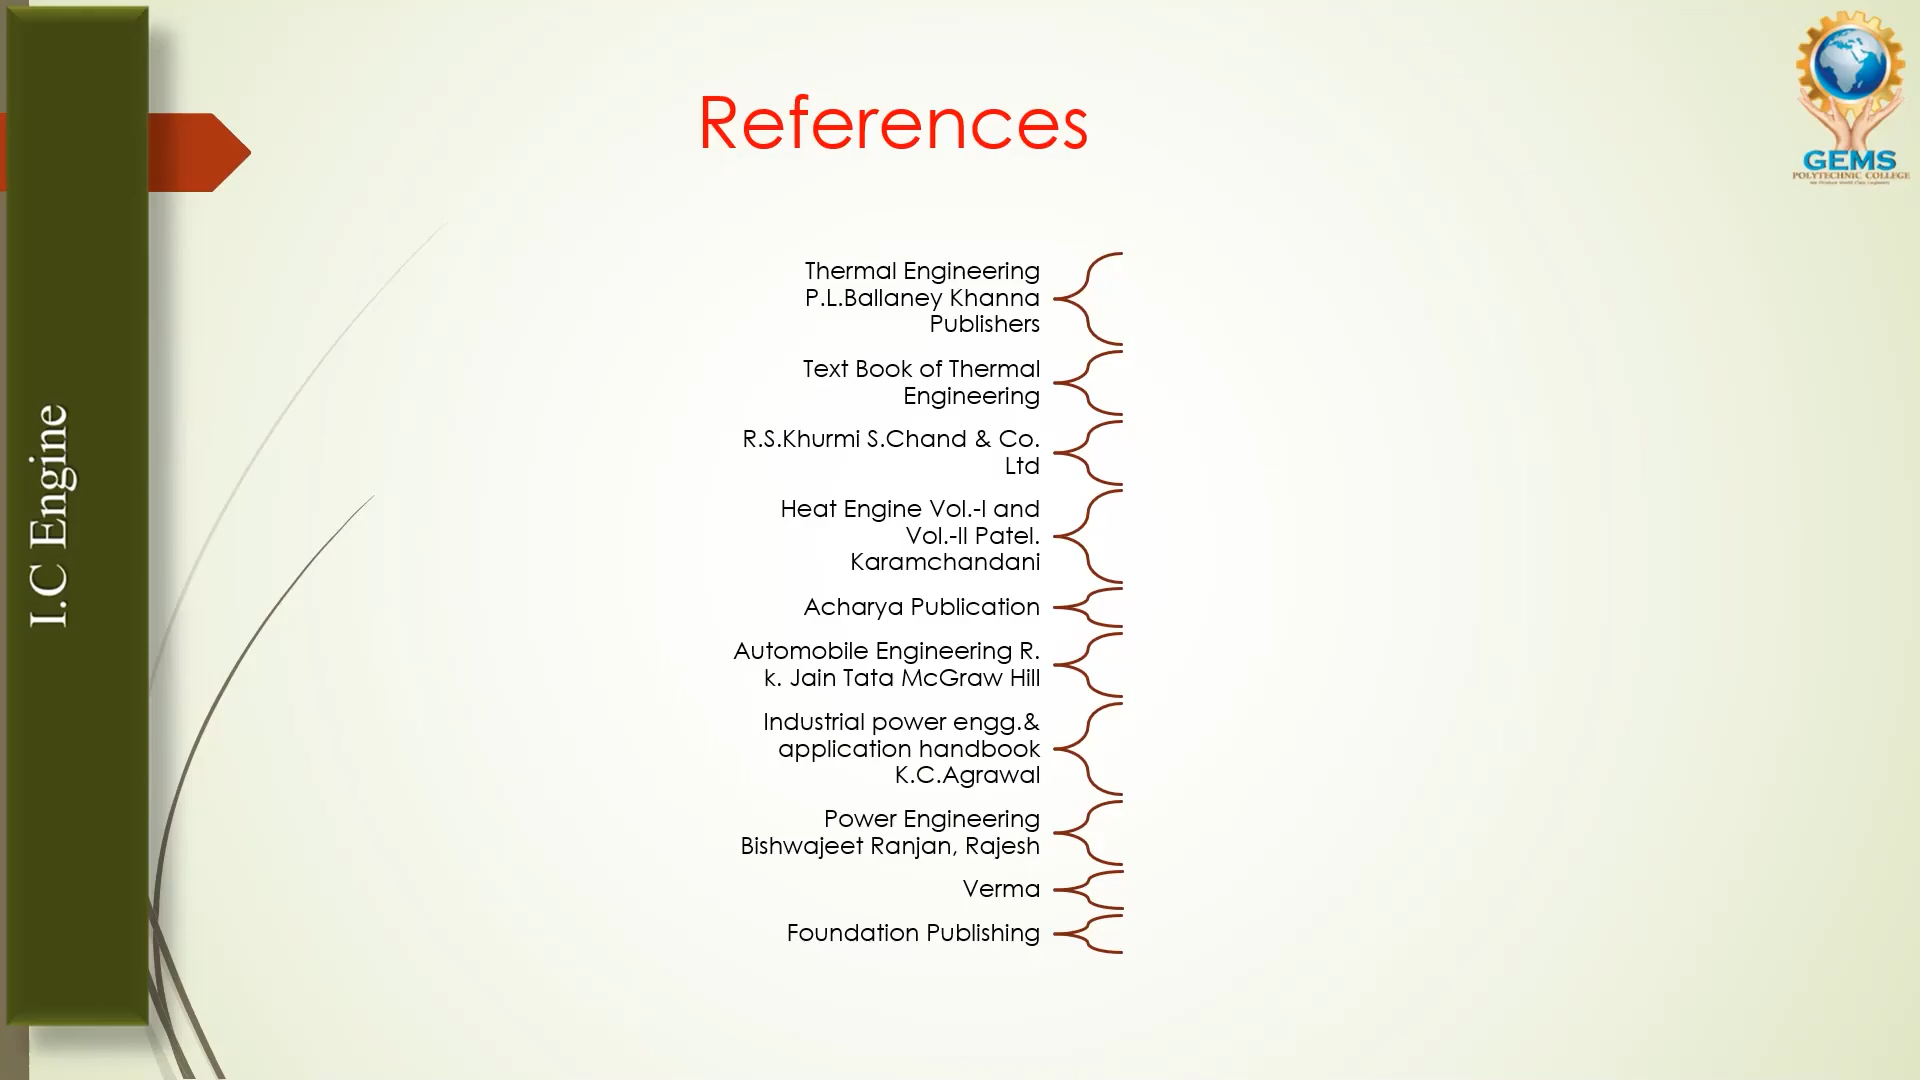 References
I.C Engine
GEMS
POLYTECHNIC COLLEGE
Thermal Engineering
P.L.Ballaney Khanna
Publishers
Text Book of Thermal
Engineering
R.S.Khurmi S.Chand & Co.
Ltd
Heat Engine Vol.-I and
Vol.-II Patel.
Karamchandani
Acharya Publication
Automobile Engineering R.
k. Jain Tata McGraw Hill
Industrial power engg.&
application handbook
K.C.Agrawal
Power Engineering
Bishwajeet Ranjan, Rajesh
Verma
Foundation Publishing